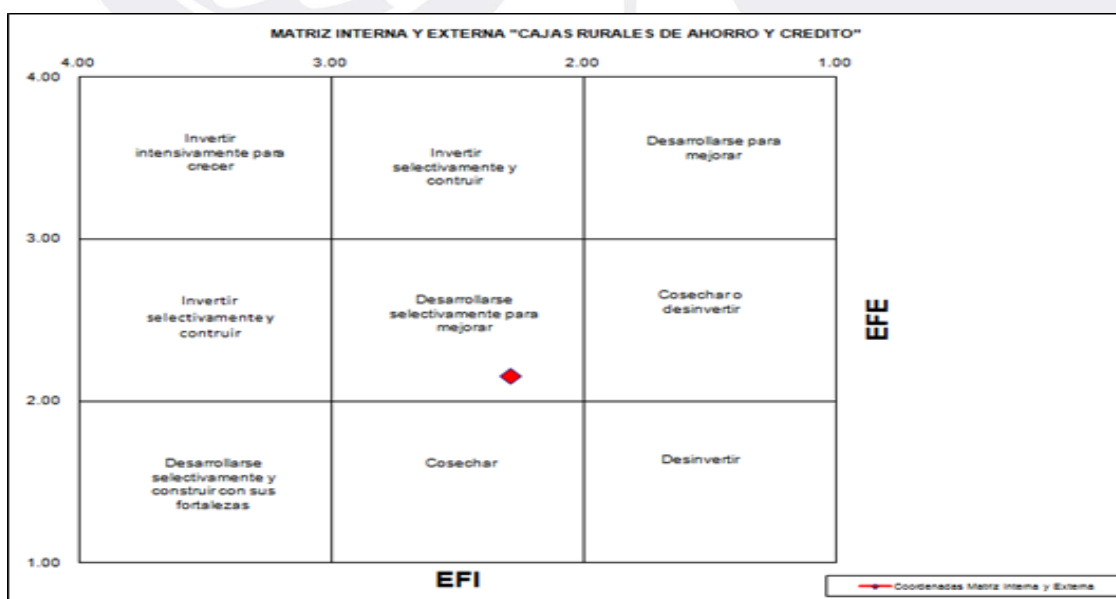 MATRIZ INTERNA Y EXTERNA "CAJAS RURALES DE AHORRO Y CREDITO"
4.00 3.00 2.00 1.00
4.00
Invertir
intensivamente para
crecer
Invertir
selectivamente y
contruir
Desarrollarse para
mejorar
3.00
Invertir
selectivamente y
contruir
Desarrollarse
selectivamente para
mejorar
Cosechar o
desinvertir
EFE
2.00
Desarrollarse
selectivamente y
construir con sus
fortalezas
Cosechar
Desinvertir
1.00
EFI
Coordenadas Matriz Interna y Externa